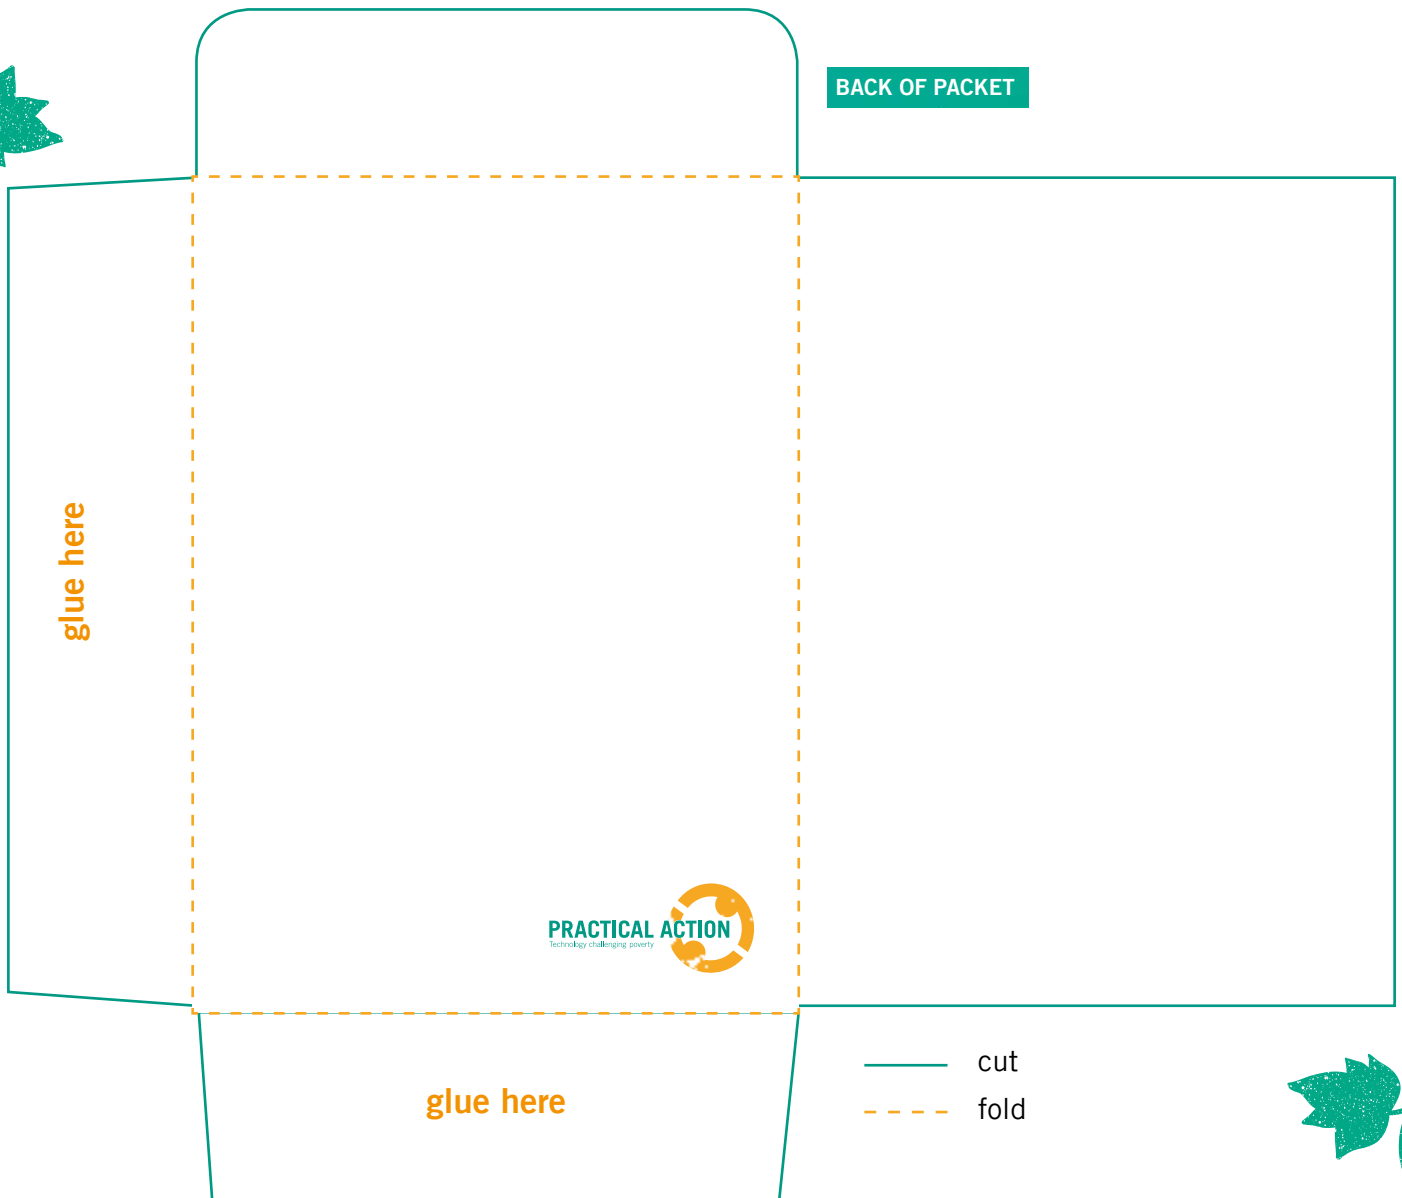 BACK OF PACKET
glue here
PRACTICAL ACTION
Technology challenging poverty
glue here
cut
fold